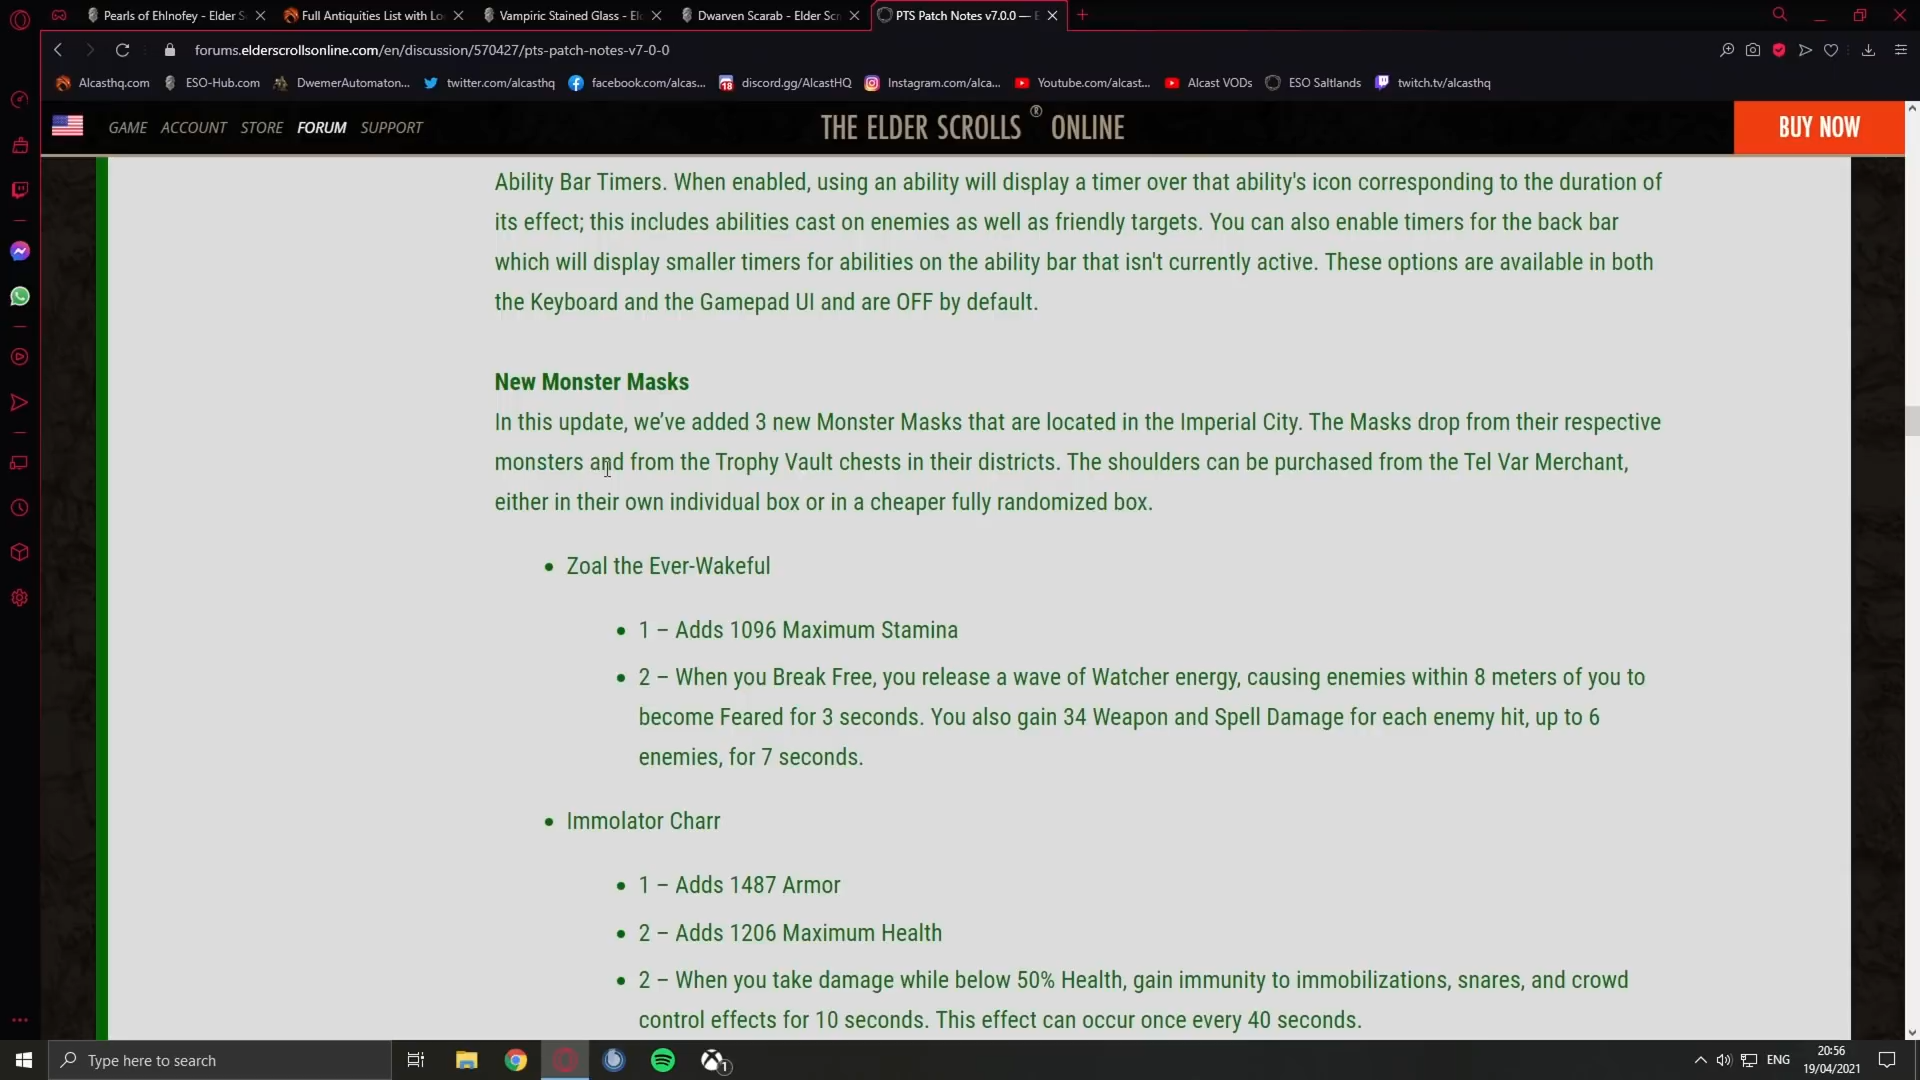 Pearls of Ehlnofey - Elder S
Full Antiquities List with Lo
Vampiric Stained Glass - El
Dwarven Scarab - Elder Scr
PTS Patch Notes v7.0.0 — E
forums.elderscrollsonline.com/en/discussion/570427/pts-patch-notes-v7-0-0
Alcasthq.com
ESO-Hub.com
DwemerAutomaton...
twitter.com/alcasthq
facebook.com/alcas...
18
discord.gg/AlcastHQ
Instagram.com/alca...
Youtube.com/alcast...
Alcast VODs
ESO Saltlands
twitch.tv/alcasthq
GAME ACCOUNT STORE FORUM SUPPORT
THE ELDER SCROLLS ® ONLINE
BUY NOW
Ability Bar Timers. When enabled, using an ability will display a timer over that ability's icon corresponding to the duration of
its effect; this includes abilities cast on enemies as well as friendly targets. You can also enable timers for the back bar
which will display smaller timers for abilities on the ability bar that isn't currently active. These options are available in both
the Keyboard and the Gamepad UI and are OFF by default.
New Monster Masks
In this update, we’ve added 3 new Monster Masks that are located in the Imperial City. The Masks drop from their respective
monsters and from the Trophy Vault chests in their districts. The shoulders can be purchased from the Tel Var Merchant,
either in their own individual box or in a cheaper fully randomized box.
• Zoal the Ever-Wakeful
• 1 – Adds 1096 Maximum Stamina
• 2 – When you Break Free, you release a wave of Watcher energy, causing enemies within 8 meters of you to
become Feared for 3 seconds. You also gain 34 Weapon and Spell Damage for each enemy hit, up to 6
enemies, for 7 seconds.
• Immolator Charr
• 1 – Adds 1487 Armor
• 2 – Adds 1206 Maximum Health
• 2 – When you take damage while below 50% Health, gain immunity to immobilizations, snares, and crowd
control effects for 10 seconds. This effect can occur once every 40 seconds.
Type here to search
1
ENG
20:56
19/04/2021